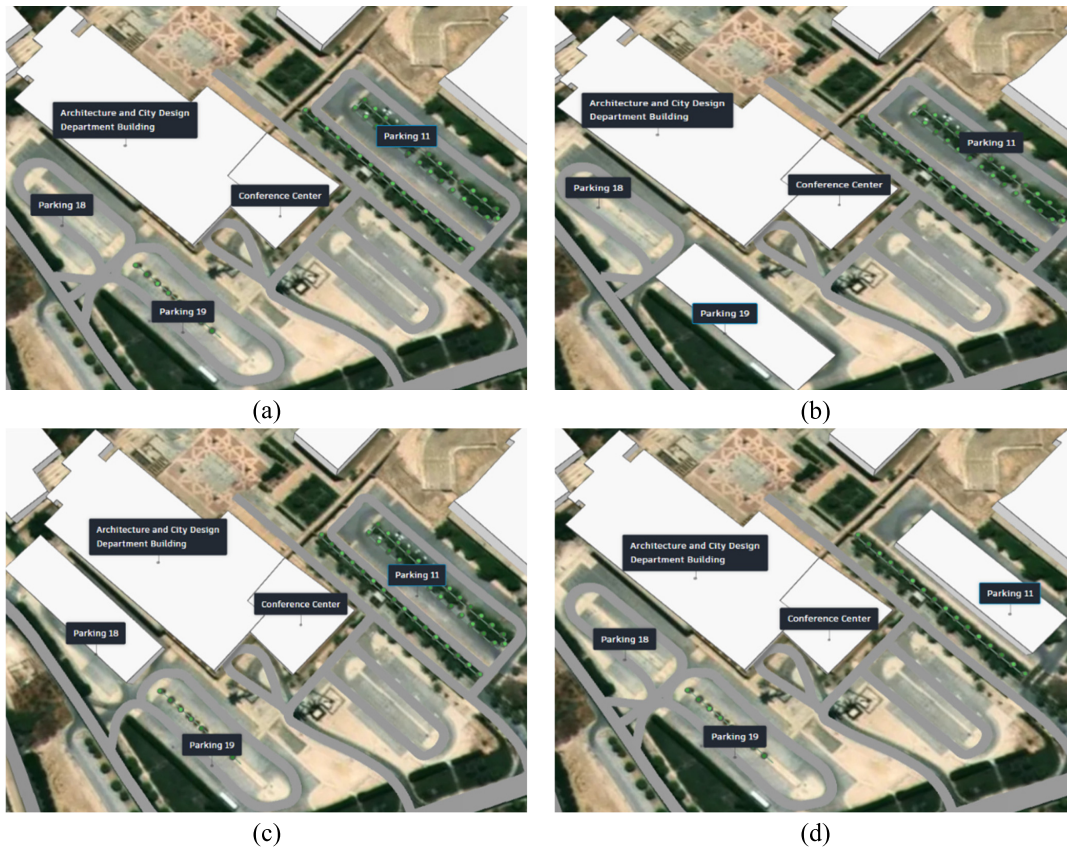 Architecture and City Design
Department Building
Parking 11
Conference Center
Parking 18
Parking 19
(a)
Architecture and City Design
Department Building
Parking 11
Conference Center
Parking 18
Parking 19
(b)
Architecture and City Design
Department Building
Parking 11
Conference Center
Parking 18
Parking 19
(c)
Architecture and City Design
Department Building
Parking 11
Conference Center
Parking 18
Parking 19
(d)